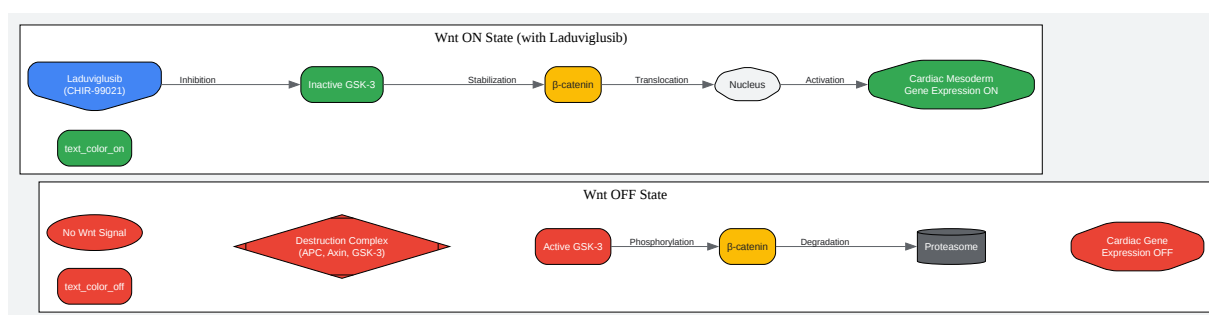 Wnt ON State (with Laduviglusib)
Laduviglusib
(CHIR-99021)
Inhibition
Inactive GSK-3
Stabilization
β-catenin
Translocation
Nucleus
Activation
Cardiac Mesoderm
Gene Expression ON
text_color_on
Wnt OFF State
No Wnt Signal
Destruction Complex
(APC, Axin, GSK-3)
Active GSK-3
Phosphorylation
β-catenin
Degradation
Proteasome
Cardiac Gene
Expression OFF
text_color_off